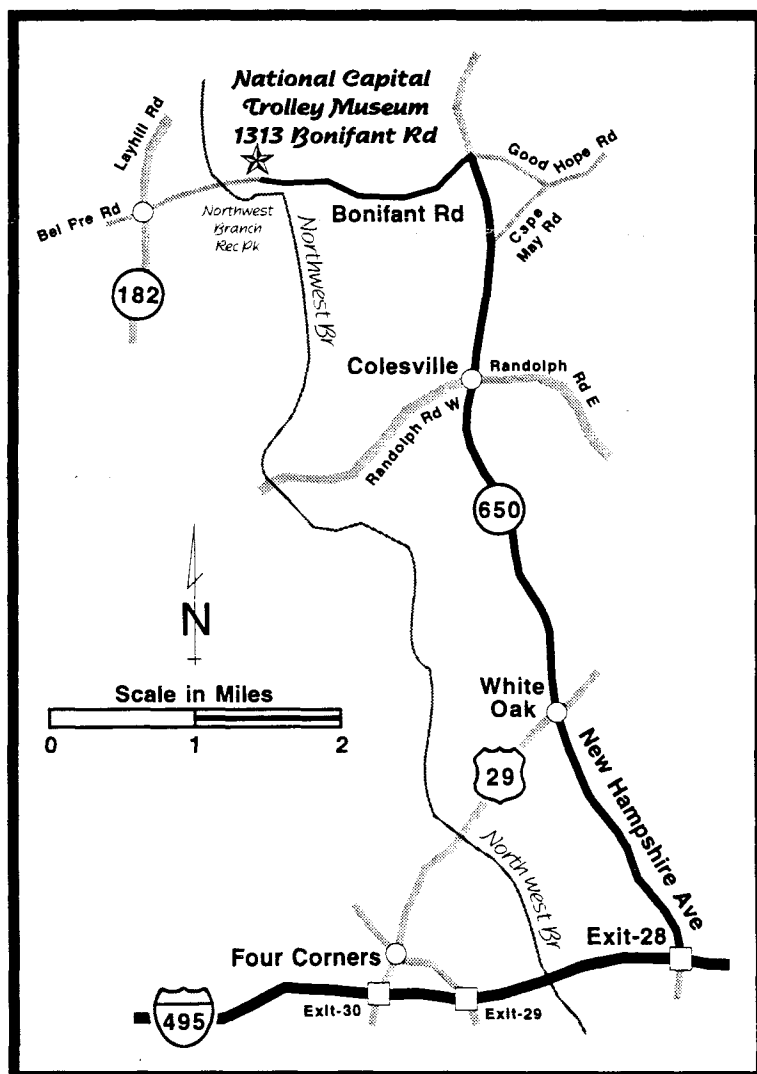 National Capital
Trolley Museum
1313 Bonifant Rd
Layhill Rd
Good Hope Rd
Bel Pre Rd
Northwest
Branch
Rec Pk
Bonifant Rd
Cape
May Rd
182
Northwest Br
Colesville
Randolph
Rd E
Randolph Rd W
650
N
Scale in Miles
0 1 2
White
Oak
29
New Hampshire Ave
Northwest Br
Exit-28
Four Corners
495
Exit-30
Exit-29